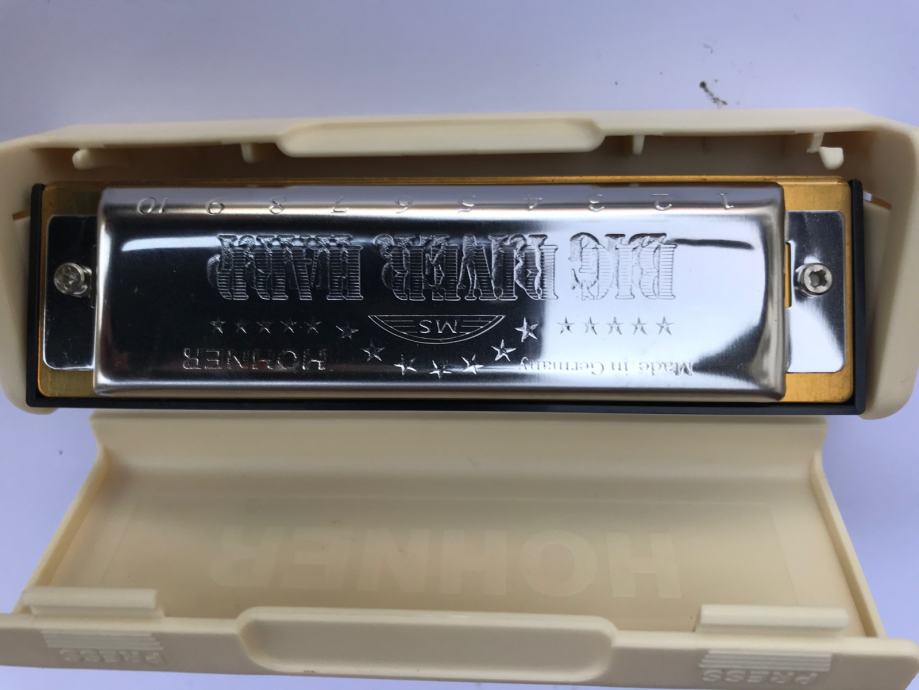 1 2 3 4 5 6 7 8 9 10
BIG RIVER HARP
MS
Made in Germany
HOHNER
HOHNER
PRESS
PRESS